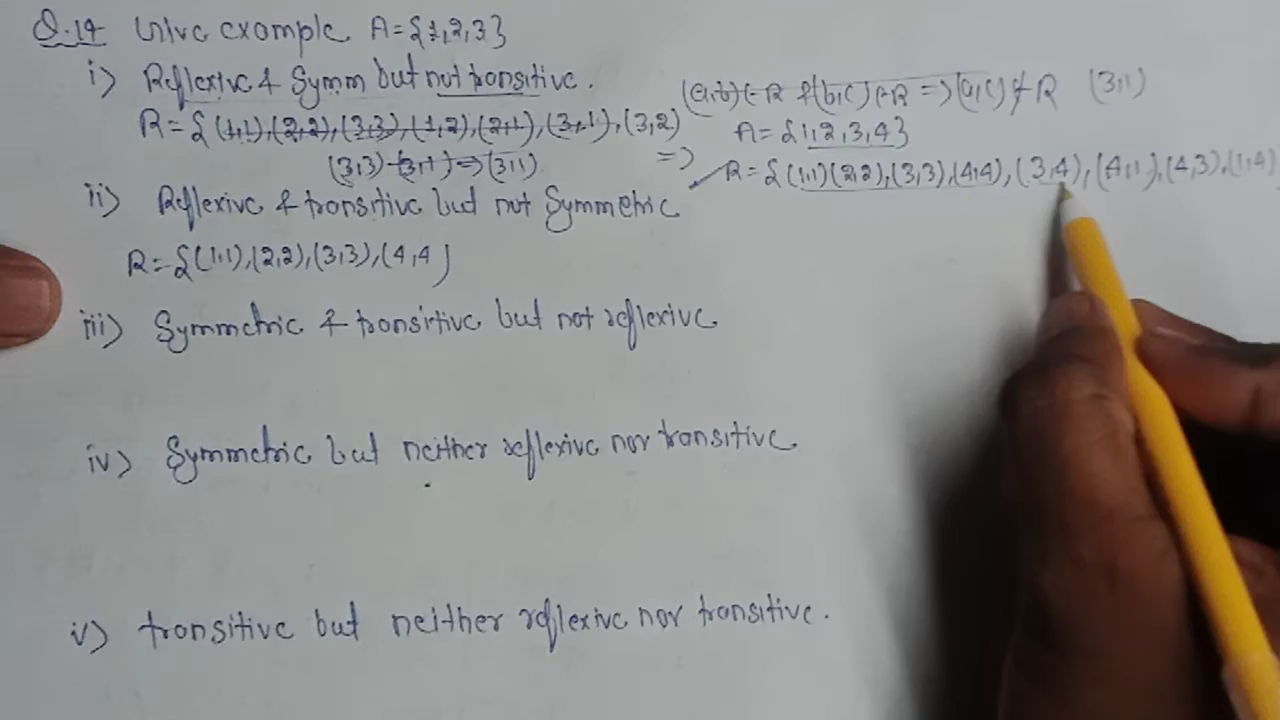 Q.14 Give example A={1,2,3}
i) Reflexive & Symm but not transitive.
R={(1,1),(2,2),(3,3),(1,2),(2,1),(3,1),(3,2)
(3,3) (3,1) => (3,1)
(a,b)∈R & (b,c)∈R => (a,c)∉R (3,1)
A={1,2,3,4}
=> R={(1,1)(2,2),(3,3),(4,4),(3,4),(4,1),(4,3),(1,4)
ii) Reflexive & transitive but not Symmetric
R={(1,1),(2,2),(3,3),(4,4)
iii) Symmetric & transitive but not reflexive
iv) Symmetric but neither reflexive nor transitive
v) transitive but neither reflexive nor transitive.